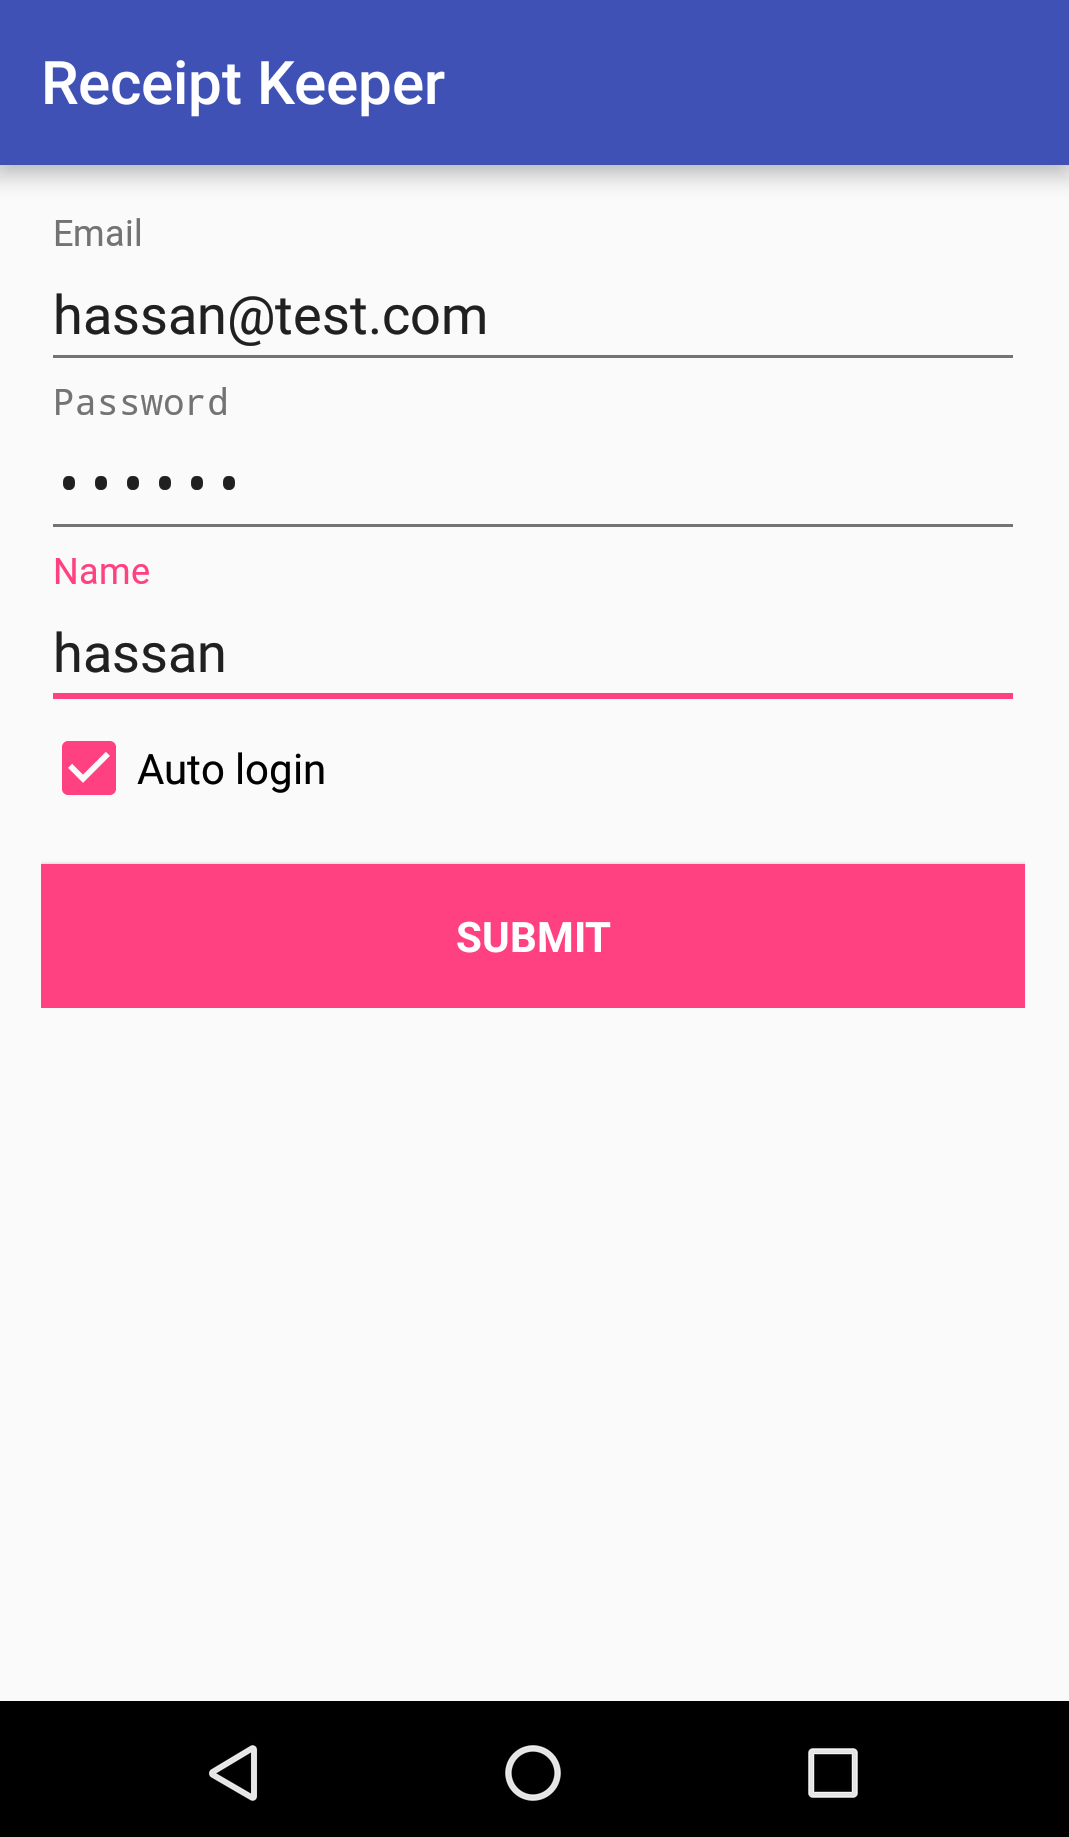 Receipt Keeper
Email
hassan@test.com
Password
••••••
Name
hassan
Auto login
SUBMIT